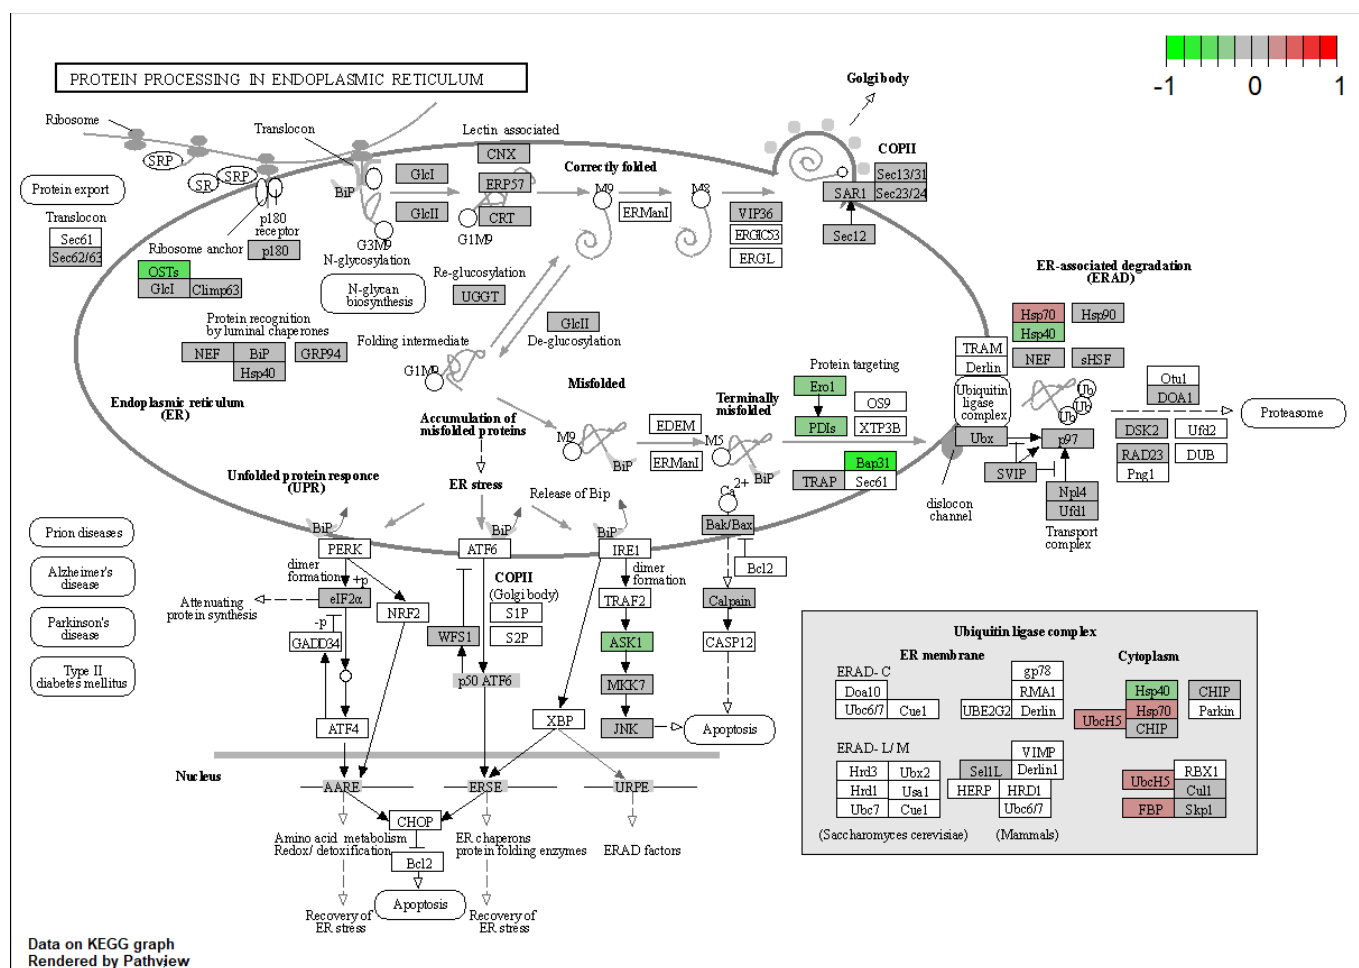 PROTEIN PROCESSING IN ENDOPLASMIC RETICULUM
-1
0
1
Ribosome
SRP
SR
SRP
Translocon
Lectin associated
CNX
ERP57
CRT
GlcI
GlcII
BiP
G3M9
N-glycosylation
G1M9
Correctly folded
M9
ERManI
M8
VIP36
ERGIC53
ERGL
Golgi body
COPII
Sec13/31
SAR1
Sec23/24
Sec12
Protein export
Translocon
Sec61
Sec62/63
p180
receptor
Ribosome anchor
p180
OSTs
GlcI
Climp63
N-glycan
biosynthesis
Re-glucosylation
UGGT
Protein recognition
by luminal chaperones
NEF
BiP
GRP94
Hsp40
Folding intermediate
G1M9
GlcII
De-glucosylation
Endoplasmic reticulum
(ER)
Misfolded
Accumulation of
misfolded proteins
M9
BiP
EDEM
ERManI
Terminally
misfolded
M5
BiP
Protein targeting
Ero1
PDIs
OS9
XTP3B
Bap31
TRAP
Sec61
ER-associated degradation
(ERAD)
Hsp70
Hsp90
Hsp40
NEF
sHSF
TRAM
Derlin
Ubiquitin
ligase
complex
Ub
Ub
Ub
Otu1
DOA1
Proteasome
Ubx
p97
SVIP
DSK2
Ufd2
RAD23
DUB
Png1
Npl4
Ufd1
Transport
complex
dislocon
channel
Unfolded protein responce
(UPR)
ER stress
Release of Bip
Ca2+
Bak/Bax
Bcl2
Calpain
CASP12
Apoptosis
BiP
BiP
BiP
PERK
ATF6
IRE1
dimer
formation
+p
eIF2α
Attenuating
protein synthesis
-p
GADD34
NRF2
ATF4
COPII
(Golgi body)
S1P
S2P
WFS1
p50 ATF6
dimer
formation
TRAF2
ASK1
MKK7
JNK
XBP
Prion diseases
Alzheimer's
disease
Parkinson's
disease
Type II
diabetes mellitus
Nucleus
AARE
ERSE
URPE
CHOP
Bcl2
Apoptosis
Amino acid metabolism
Redox/ detoxification
ER chaperons
protein folding enzymes
ERAD factors
Recovery of
ER stress
Recovery of
ER stress
Ubiquitin ligase complex
ER membrane
Cytoplasm
ERAD- C
Doa10
Ubc6/7
Cue1
gp78
RMA1
UBE2G2
Derlin
Hsp40
CHIP
Hsp70
Parkin
UbcH5
CHIP
ERAD- L/ M
Hrd3
Ubx2
Hrd1
Usa1
Ubc7
Cue1
VIMP
Sel1L
Derlin1
HERP
HRD1
Ubc6/7
RBX1
UbcH5
Cul1
FBP
Skp1
(Saccharomyces cerevisiae)
(Mammals)
Data on KEGG graph
Rendered by Pathview